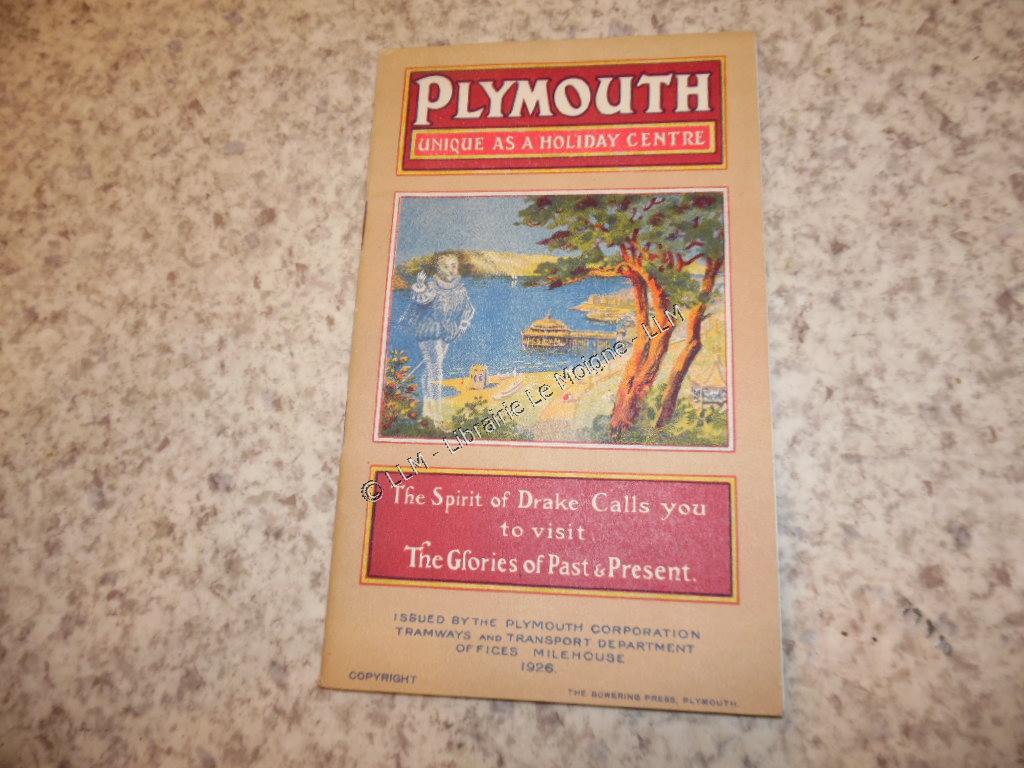 PLYMOUTH
UNIQUE AS A HOLIDAY CENTRE
© LLM - Librairie Le Moigne - LLM
The Spirit of Drake Calls you
to visit
The Glories of Past & Present.
ISSUED BY THE PLYMOUTH CORPORATION
TRAMWAYS AND TRANSPORT DEPARTMENT
OFFICES MILEHOUSE
1926.
COPYRIGHT
THE BOWERING PRESS, PLYMOUTH.